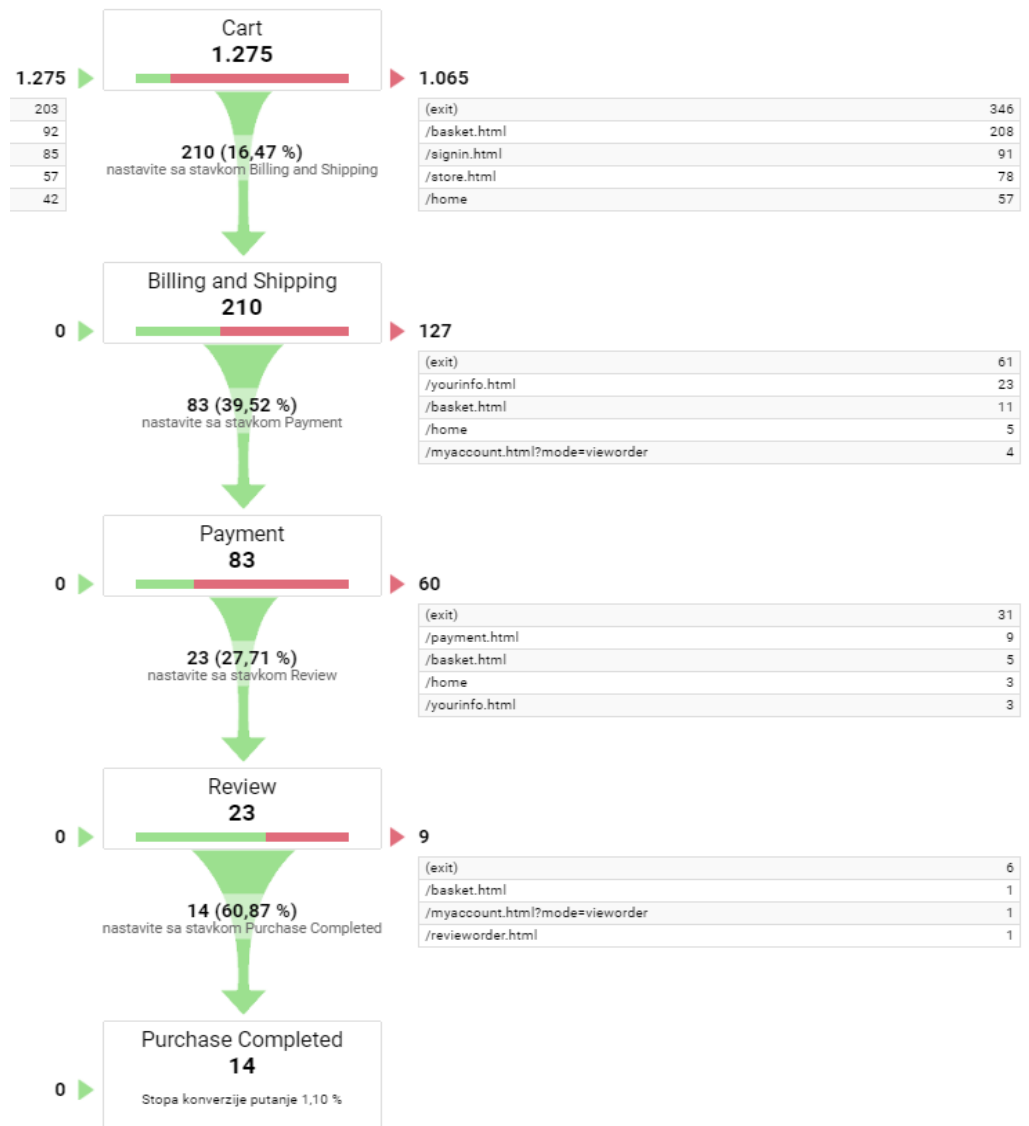 Cart
1.275
1.275
1.065
203
92
85
57
42
(exit) 346
/basket.html 208
/signin.html 91
/store.html 78
/home 57
210 (16,47 %)
nastavite sa stavkom Billing and Shipping
Billing and Shipping
210
0
127
(exit) 61
/yourinfo.html 23
/basket.html 11
/home 5
/myaccount.html?mode=vieworder 4
83 (39,52 %)
nastavite sa stavkom Payment
Payment
83
0
60
(exit) 31
/payment.html 9
/basket.html 5
/home 3
/yourinfo.html 3
23 (27,71 %)
nastavite sa stavkom Review
Review
23
0
9
(exit) 6
/basket.html 1
/myaccount.html?mode=vieworder 1
/revieworder.html 1
14 (60,87 %)
nastavite sa stavkom Purchase Completed
Purchase Completed
14
0
Stopa konverzije putanje 1,10 %